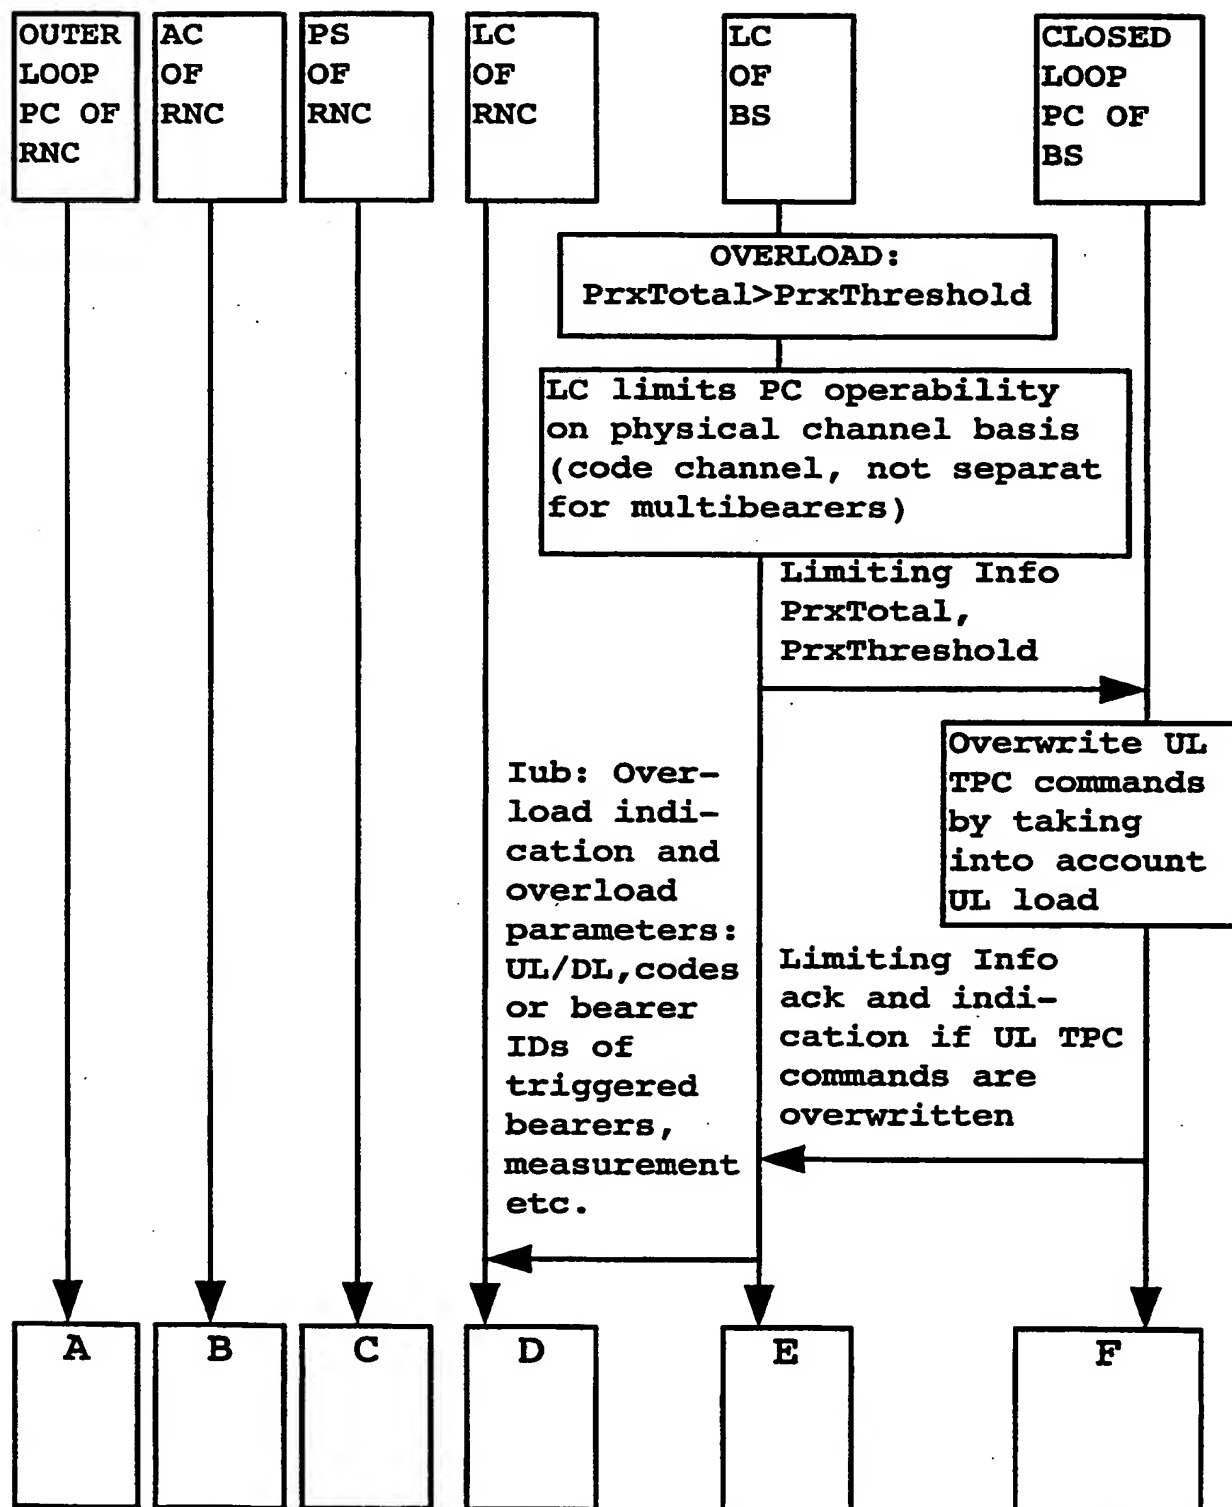 OUTER
LOOP
PC OF
RNC
AC
OF
RNC
PS
OF
RNC
LC
OF
RNC
LC
OF
BS
CLOSED
LOOP
PC OF
BS
OVERLOAD:
PrxTotal>PrxThreshold
LC limits PC operability
on physical channel basis
(code channel, not separat
for multibearers)
Limiting Info
PrxTotal,
PrxThreshold
Overwrite UL
TPC commands
by taking
into account
UL load
Iub: Over-
load indi-
cation and
overload
parameters:
UL/DL,codes
or bearer
IDs of
triggered
bearers,
measurement
etc.
Limiting Info
ack and indi-
cation if UL TPC
commands are
overwritten
A
B
C
D
E
F